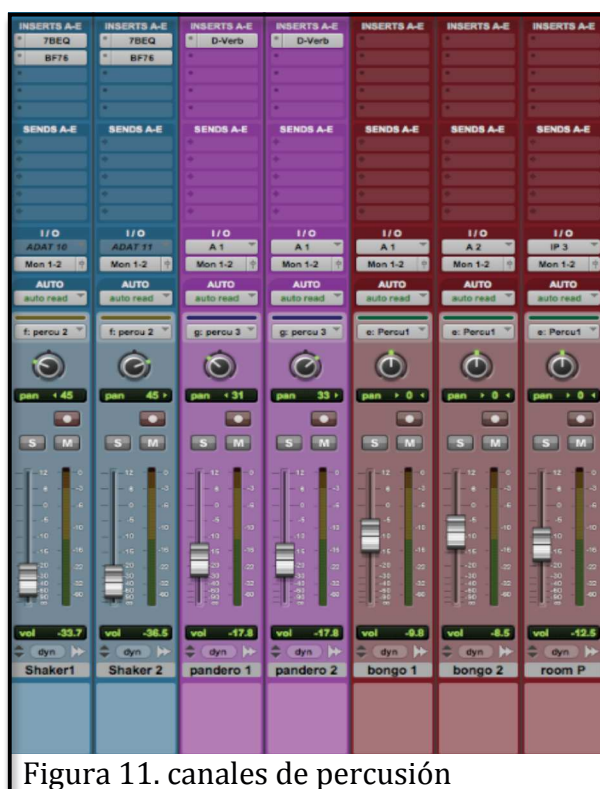 INSERTS A-E INSERTS A-E INSERTS A-E INSERTS A-E INSERTS A-E INSERTS A-E INSERTS A-E
7BEQ 7BEQ D-Verb D-Verb
BF76 BF76
SENDS A-E SENDS A-E SENDS A-E SENDS A-E SENDS A-E SENDS A-E SENDS A-E
I/O I/O I/O I/O I/O I/O I/O
ADAT 10 ADAT 11 A 1 A 1 A 1 A 2 IP 3
Mon 1-2 Mon 1-2 Mon 1-2 Mon 1-2 Mon 1-2 Mon 1-2 Mon 1-2
AUTO AUTO AUTO AUTO AUTO AUTO AUTO
auto read auto read auto read auto read auto read auto read auto read
f: percu 2 f: percu 2 g: percu 3 g: percu 3 e: Percu1 e: Percu1 e: Percu1
pan 45 pan 45 pan 31 pan 33 pan 0 pan 0 pan 0
S M S M S M S M S M S M S M
vol -33.7 vol -36.5 vol -17.8 vol -17.8 vol -9.8 vol -8.5 vol -12.5
dyn dyn dyn dyn dyn dyn dyn
Shaker1 Shaker 2 pandero 1 pandero 2 bongo 1 bongo 2 room P
Figura 11. canales de percusión